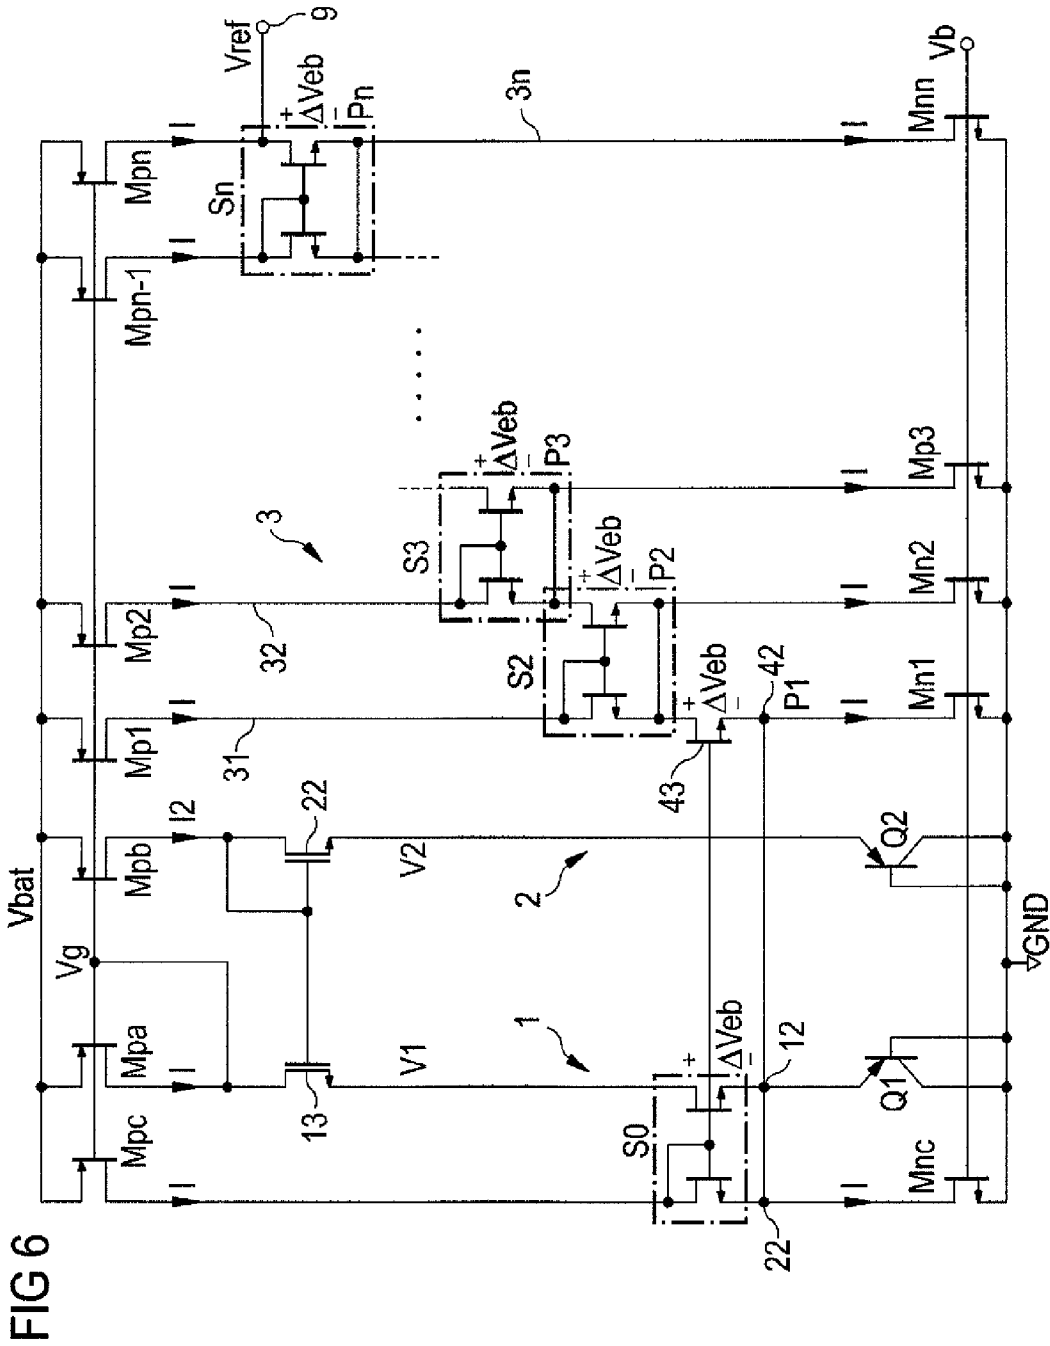 FIG 6
Vbat
Vg
Mpc
Mpa
Mpb
Mp1
Mp2
Mpn-1
Mpn
I
I
I2
I
I
I
I
Vref
9
Sn
+
ΔVeb
−
Pn
3n
13
22
V1
V2
1
2
31
32
3
S3
+
ΔVeb
−
P3
S2
+
ΔVeb
−
P2
S0
+
ΔVeb
−
43
+
ΔVeb
−
22
12
42
P1
I
I
I
I
I
Q1
Q2
Mnc
Mn1
Mn2
Mp3
Mnn
Vb
GND